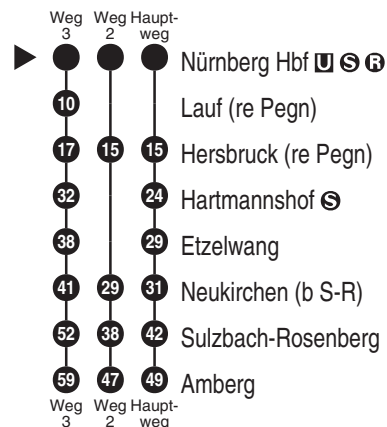 Weg Weg Haupt-
3 2 weg
Nürnberg Hbf U S R
10 Lauf (re Pegn)
17 15 15 Hersbruck (re Pegn)
32 24 Hartmannshof S
38 29 Etzelwang
41 29 31 Neukirchen (b S-R)
52 38 42 Sulzbach-Rosenberg
59 47 49 Amberg
Weg Weg Haupt-
3 2 weg